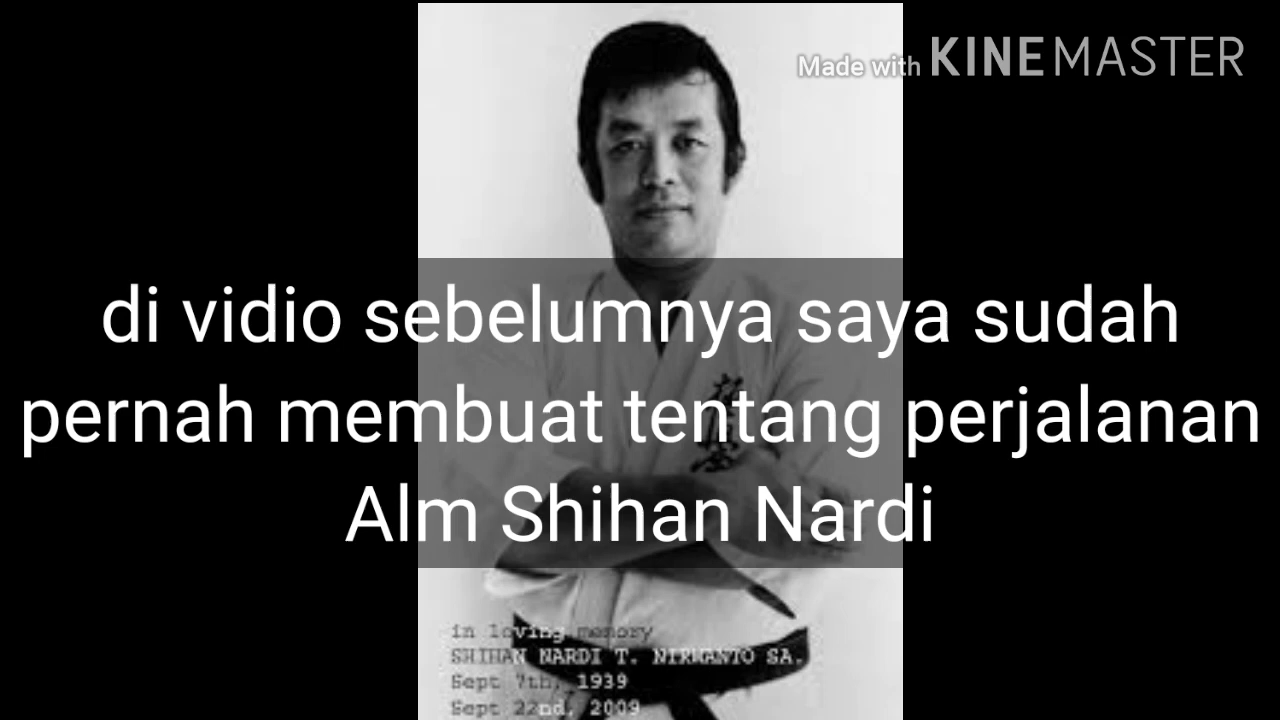 Made with KINEMASTER
di vidio sebelumnya saya sudah
pernah membuat tentang perjalanan
Alm Shihan Nardi
in loving memory
SHIHAN NARDI T. NIRWANTO SA.
Sept 7th, 1939
Sept 22nd, 2009